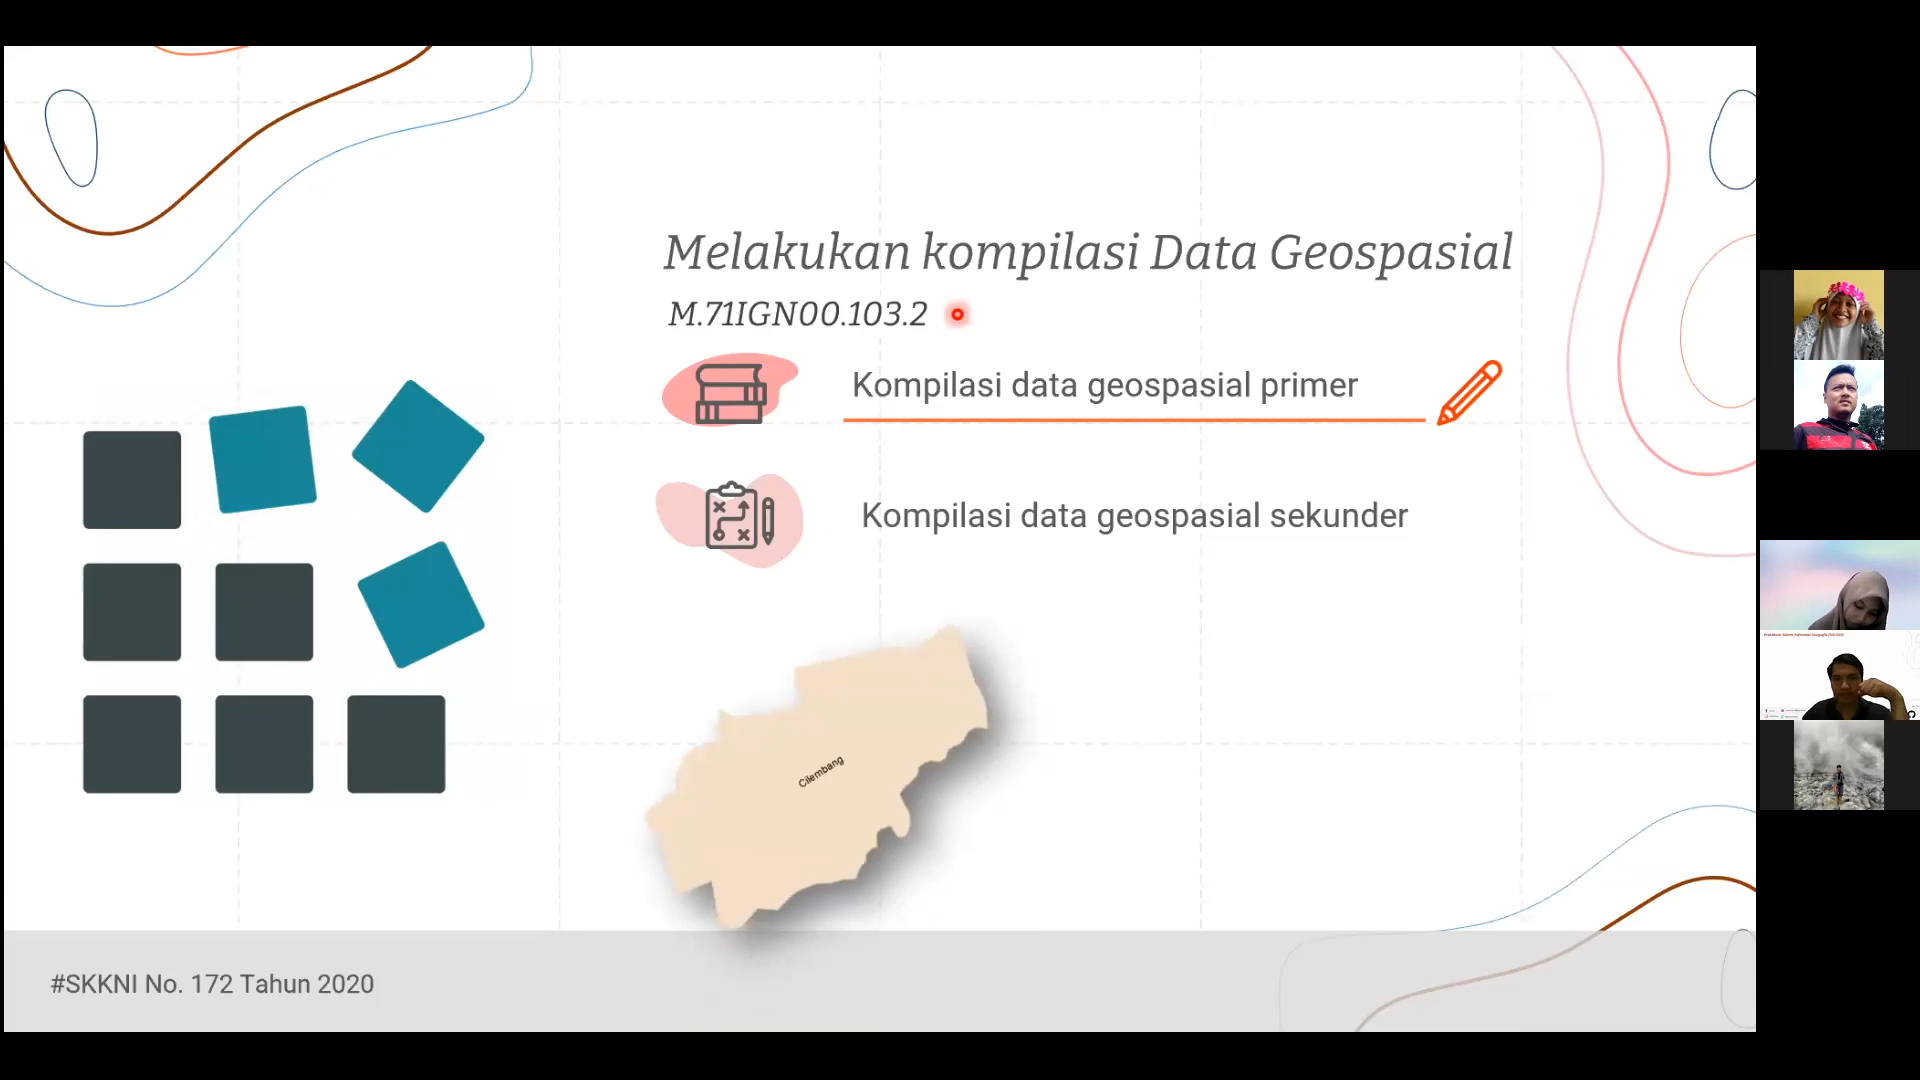 Melakukan kompilasi Data Geospasial
M.71IGN00.103.2
Kompilasi data geospasial primer
Kompilasi data geospasial sekunder
Cilembang
#SKKNI No. 172 Tahun 2020